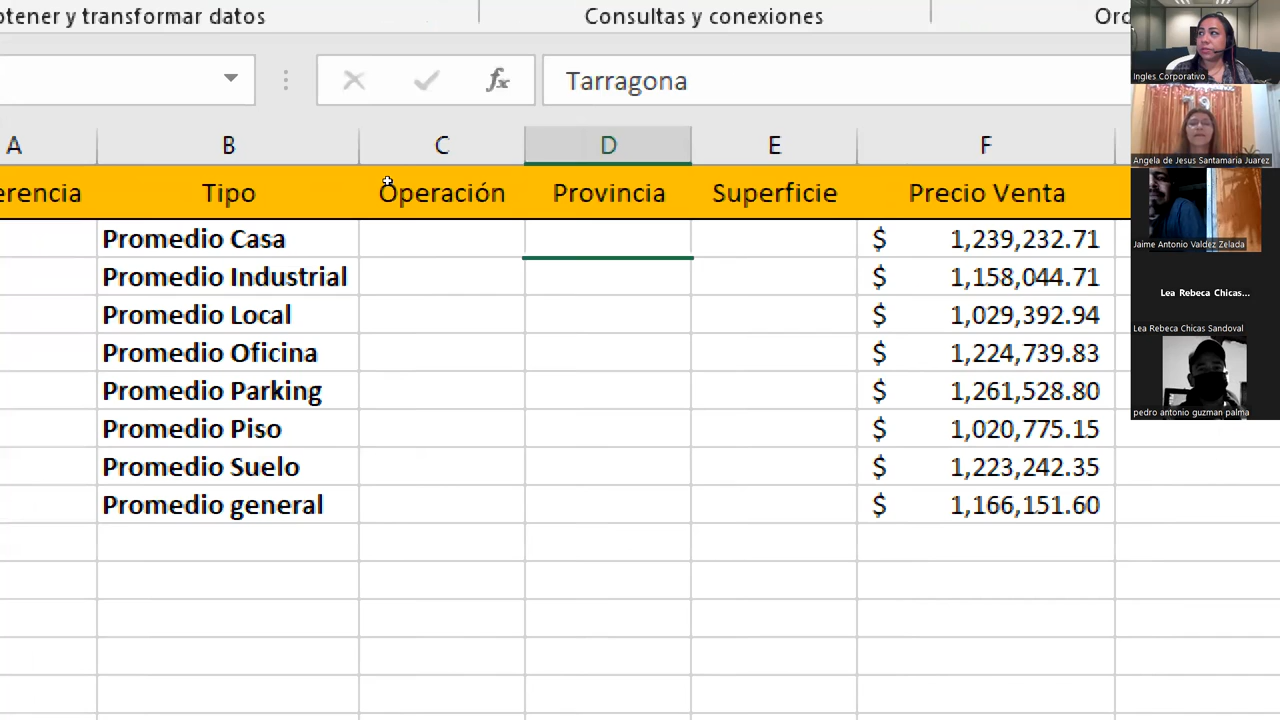 btener y transformar datos Consultas y conexiones Ord
fx Tarragona
A B C D E F
erencia Tipo Operación Provincia Superficie Precio Venta
Promedio Casa $ 1,239,232.71
Promedio Industrial $ 1,158,044.71
Promedio Local $ 1,029,392.94
Promedio Oficina $ 1,224,739.83
Promedio Parking $ 1,261,528.80
Promedio Piso $ 1,020,775.15
Promedio Suelo $ 1,223,242.35
Promedio general $ 1,166,151.60
Ingles Corporativo
Angela de Jesus Santamaria Juarez
Jaime Antonio Valdez Zelada
Lea Rebeca Chicas...
Lea Rebeca Chicas Sandoval
pedro antonio guzman palma